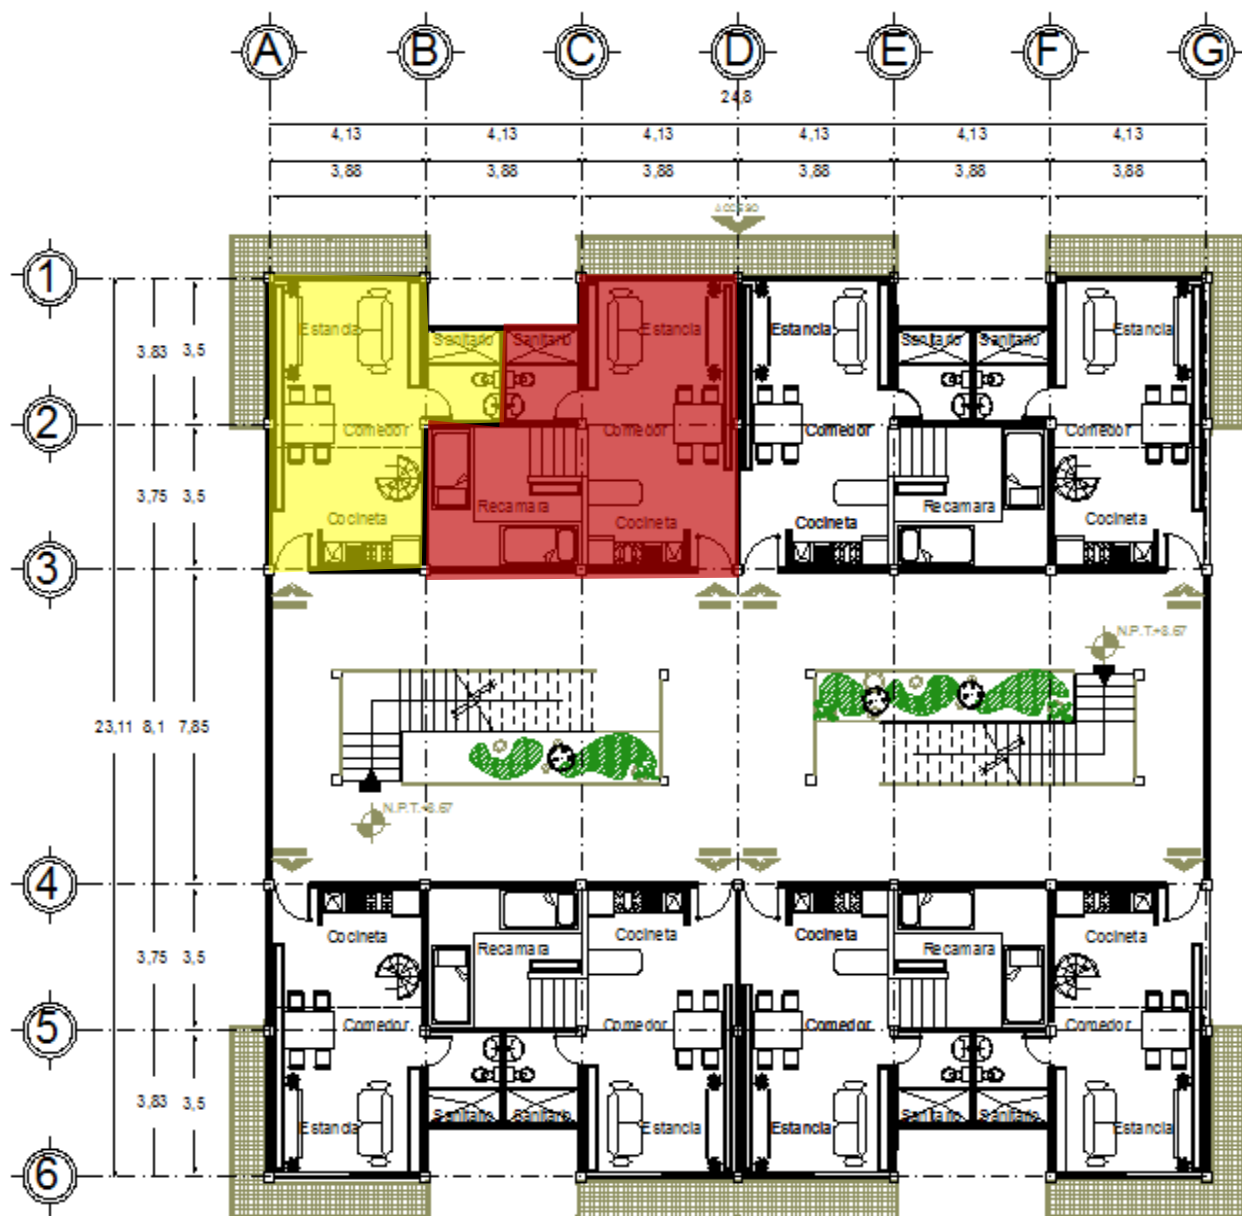 A B C D E F G
24,8
4,13 4,13 4,13 4,13 4,13 4,13
3,88 3,88 3,88 3,88 3,88 3,88
ACCESO
1
Estancia Estancia Estancia Estancia
Sanitario Sanitario Sanitario Sanitario
3,83 3,5
2
Comedor Comedor Comedor Comedor
3,75 3,5
Recamara Recamara
Cocineta Cocineta Cocineta Cocineta
3
N.P.T.+8.67
23,11 8,1 7,85
N.P.T.+8.67
4
Cocineta Cocineta Cocineta Cocineta
Recamara Recamara
3,75 3,5
5
Comedor Comedor Comedor Comedor
3,83 3,5
Sanitario Sanitario Sanitario Sanitario
Estancia Estancia Estancia Estancia
6